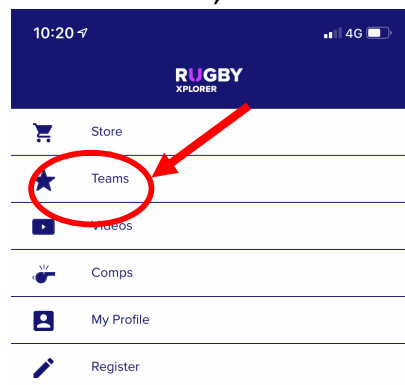 10:20 4G
RUGBY
XPLORER
Store
Teams
Videos
Comps
My Profile
Register